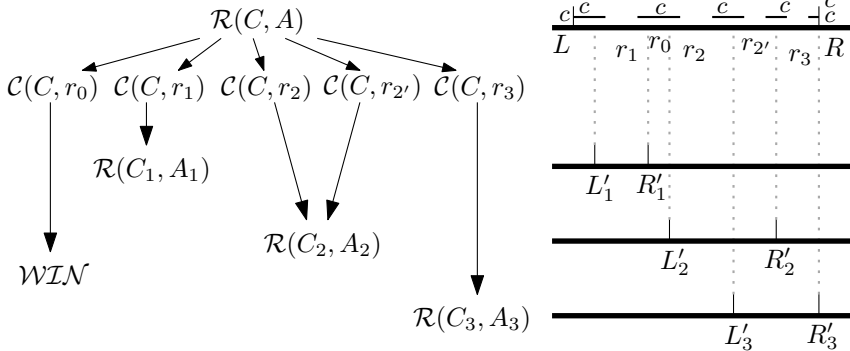 R(C, A)
C(C, r₀) C(C, r₁) C(C, r₂) C(C, r₂′) C(C, r₃)
R(C₁, A₁)
R(C₂, A₂)
WIN
R(C₃, A₃)
c c c c c c c
L r₁ r₀ r₂ r₂′ r₃ R
L′₁ R′₁
L′₂ R′₂
L′₃ R′₃